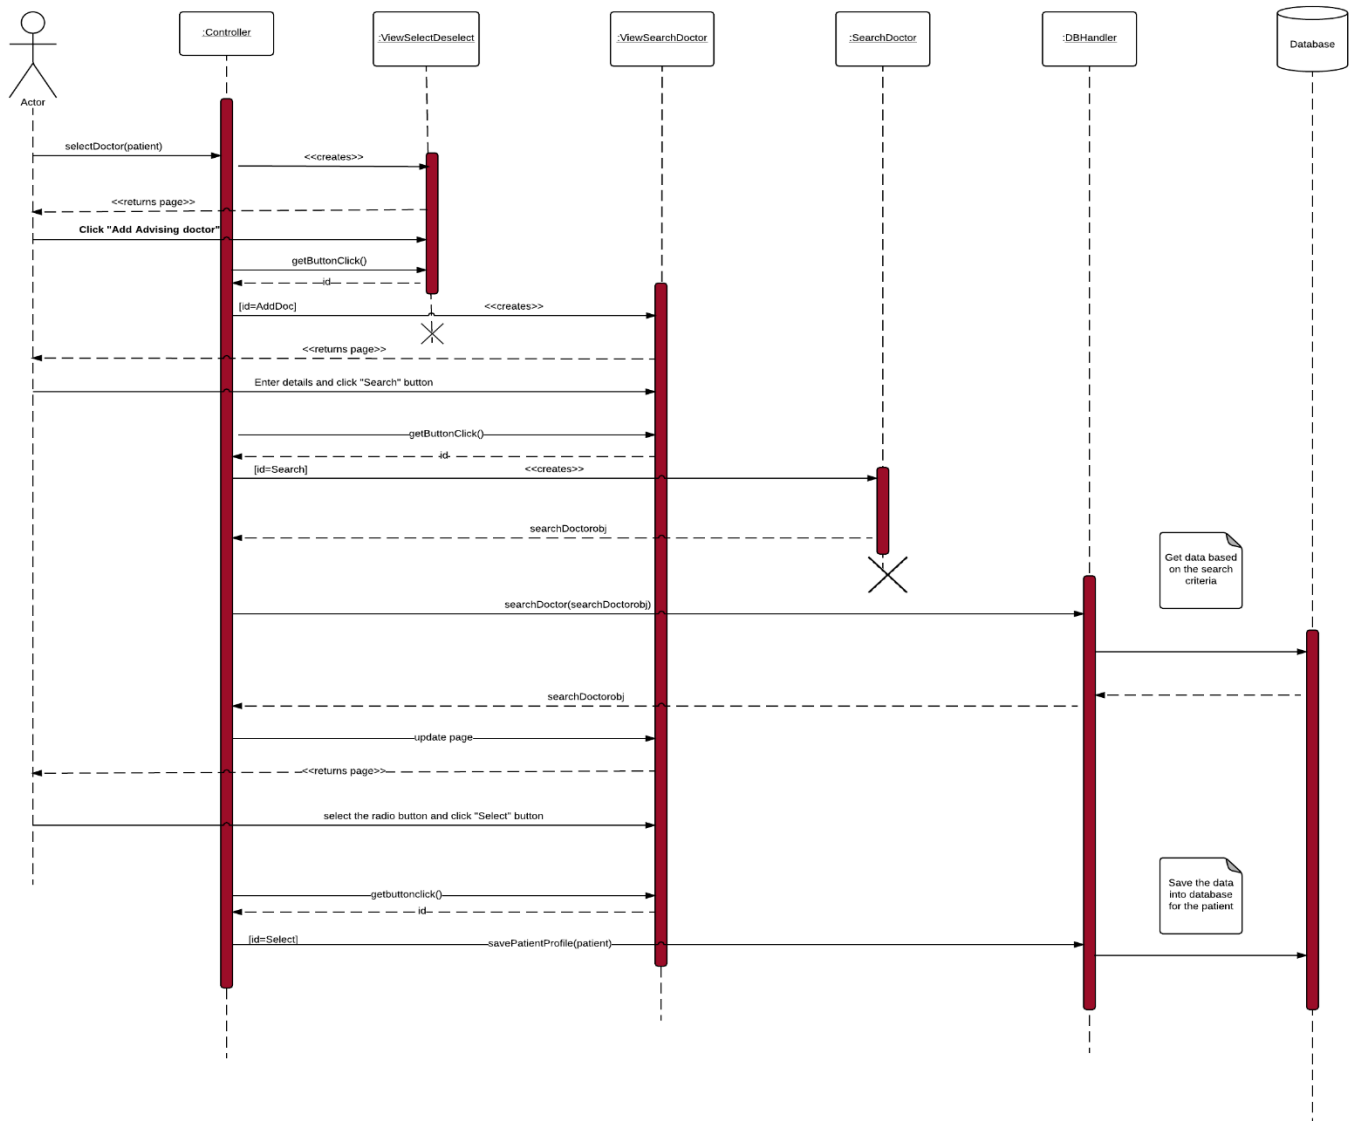 :Controller
:ViewSelectDeselect
:ViewSearchDoctor
:SearchDoctor
:DBHandler
Database
Actor
selectDoctor(patient)
<<creates>>
<<returns page>>
Click "Add Advising doctor"
getButtonClick()
id
[id=AddDoc]
<<creates>>
<<returns page>>
Enter details and click "Search" button
getButtonClick()
id
[id=Search]
<<creates>>
searchDoctorobj
Get data based
on the search
criteria
searchDoctor(searchDoctorobj)
searchDoctorobj
update page
<<returns page>>
select the radio button and click "Select" button
getbuttonclick()
id
Save the data
into database
for the patient
[id=Select]
savePatientProfile(patient)